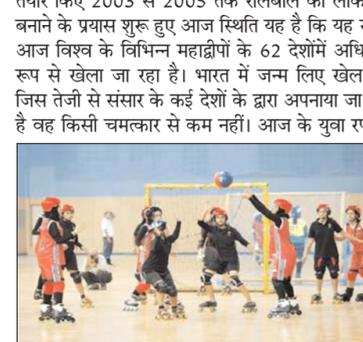 तैयार किए 2003 से 2005 तक रोलबॉल को
बनाने के प्रयास शुरू हुए आज स्थिति यह है कि यह
आज विश्व के विभिन्न महाद्वीपों के 62 देशोंमें
रूप से खेला जा रहा है। भारत में जन्म लिए खेल
जिस तेजी से संसार के कई देशों के द्वारा अपनाया जा
है वह किसी चमत्कार से कम नहीं। आज के युवा